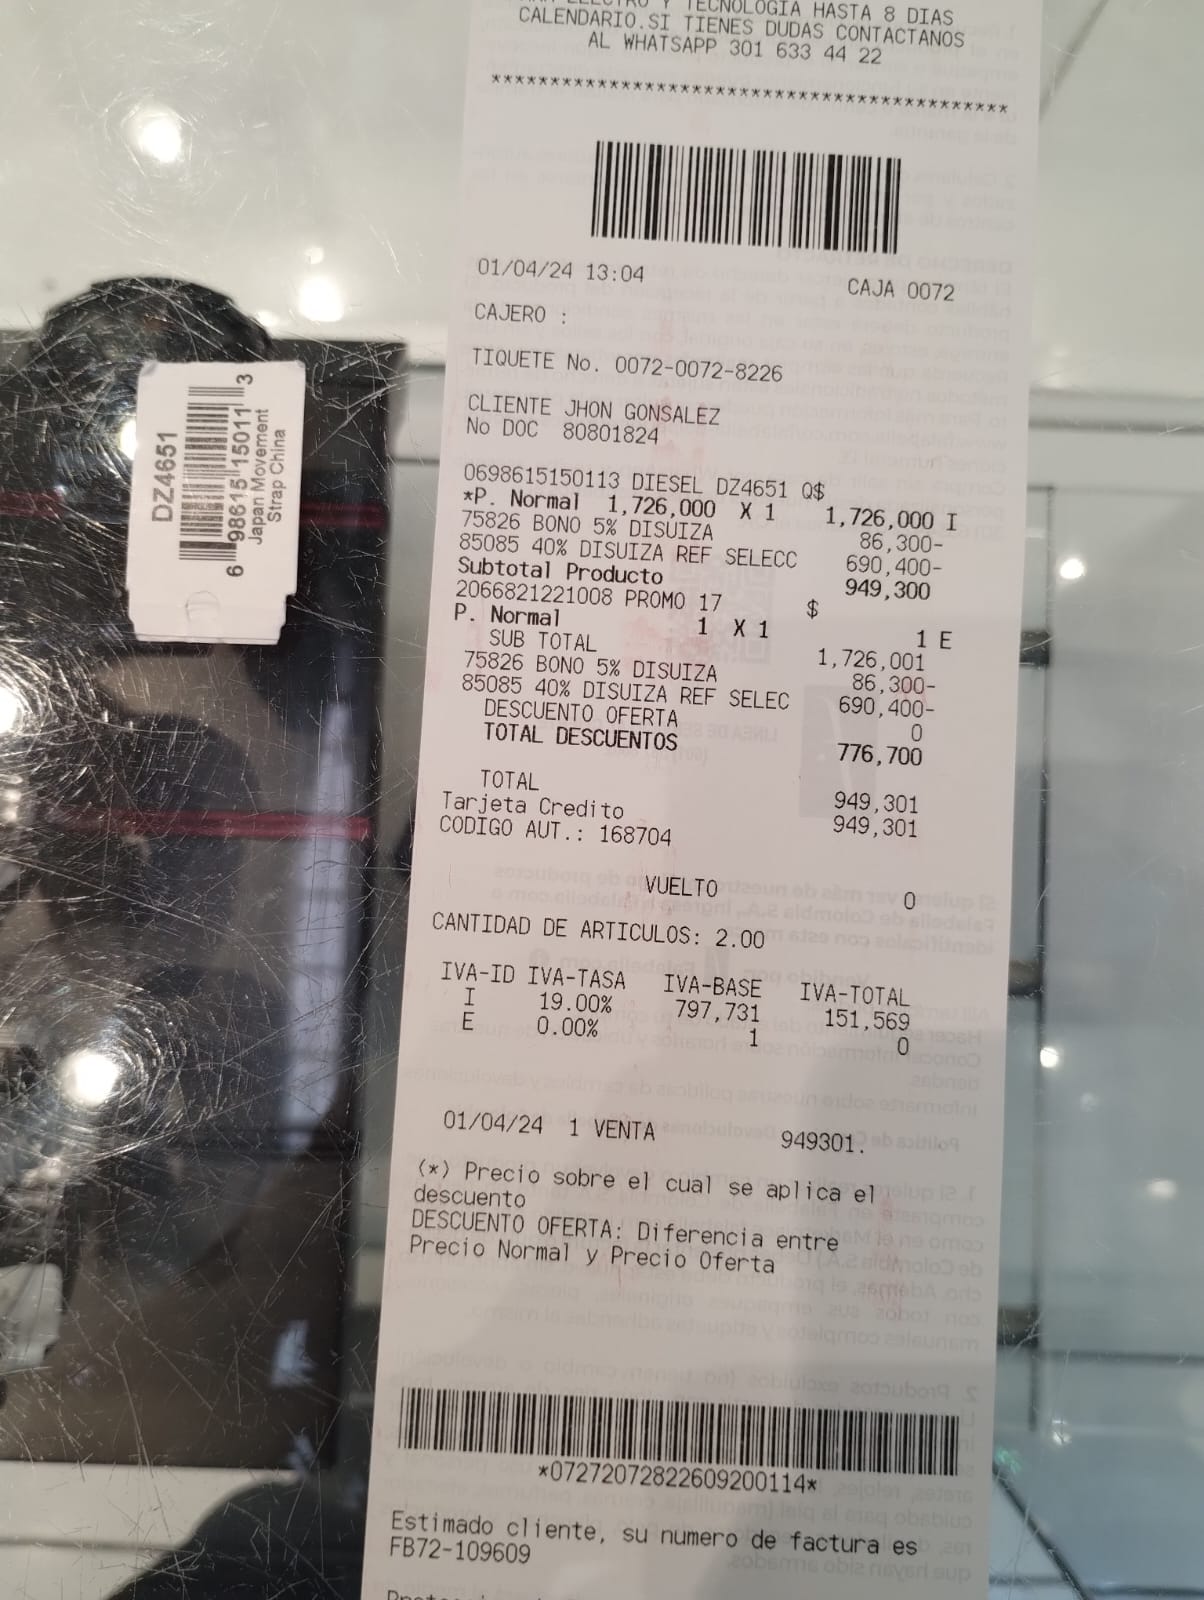 Y TECNOLOGIA HASTA 8 DIAS
CALENDARIO.SI TIENES DUDAS CONTACTANOS
AL WHATSAPP 301 633 44 22
*******************************************
01/04/24 13:04 CAJA 0072
CAJERO :
TIQUETE No. 0072-0072-8226
CLIENTE JHON GONSALEZ
No DOC 80801824
0698615150113 DIESEL DZ4651 Q$
*P. Normal 1,726,000 X 1 1,726,000 I
75826 BONO 5% DISUIZA 86,300-
85085 40% DISUIZA REF SELECC 690,400-
Subtotal Producto 949,300
2066821221008 PROMO 17 $
P. Normal 1 X 1 1 E
SUB TOTAL 1,726,001
75826 BONO 5% DISUIZA 86,300-
85085 40% DISUIZA REF SELEC 690,400-
DESCUENTO OFERTA 0
TOTAL DESCUENTOS 776,700
TOTAL 949,301
Tarjeta Credito 949,301
CODIGO AUT.: 168704
VUELTO 0
CANTIDAD DE ARTICULOS: 2.00
IVA-ID IVA-TASA IVA-BASE IVA-TOTAL
I 19.00% 797,731 151,569
E 0.00% 1 0
01/04/24 1 VENTA 949301.
(*) Precio sobre el cual se aplica el
descuento
DESCUENTO OFERTA: Diferencia entre
Precio Normal y Precio Oferta
*07272072822609200114*
Estimado cliente, su numero de factura es
FB72-109609
DZ4651
6 98615 15011 3
Japan Movement
Strap China